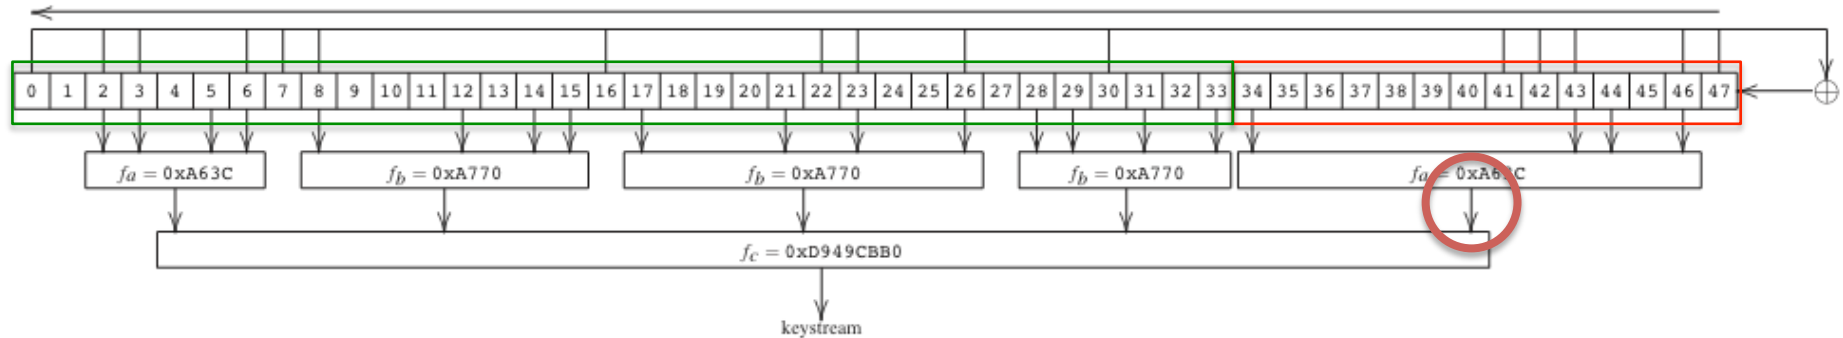 0 1 2 3 4 5 6 7 8 9 10 11 12 13 14 15 16 17 18 19 20 21 22 23 24 25 26 27 28 29 30 31 32 33 34 35 36 37 38 39 40 41 42 43 44 45 46 47
fa = 0xA63C fb = 0xA770 fb = 0xA770 fb = 0xA770 fa = 0xA63C
fc = 0xD949CBB0
keystream